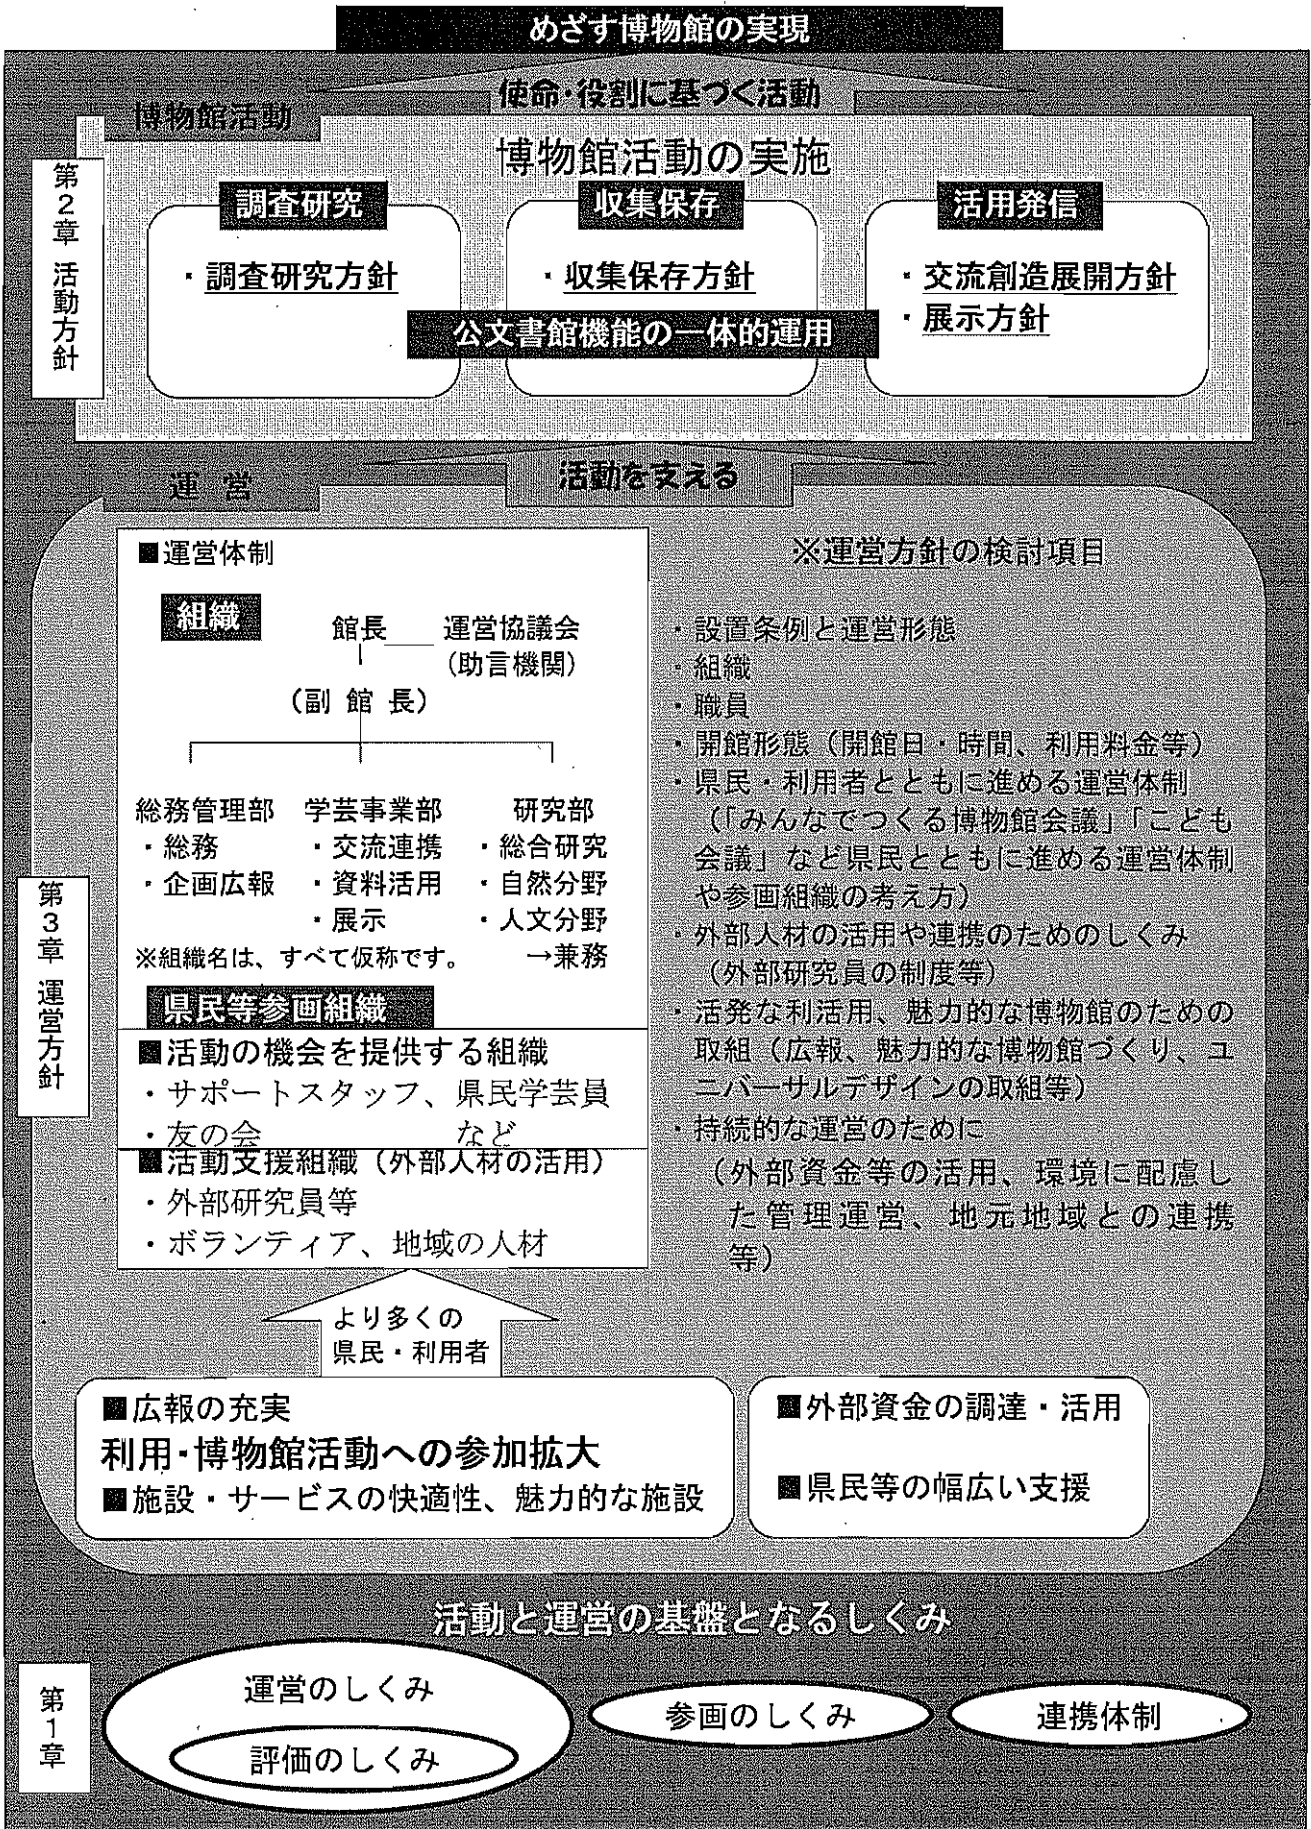 めざす博物館の実現
使命・役割に基づく活動
博物館活動
博物館活動の実施
第2章 活動方針
調査研究
・調査研究方針
収集保存
・収集保存方針
活用発信
・交流創造展開方針
・展示方針
公文書館機能の一体的運用
活動を支える
運営
第3章 運営方針
■運営体制
組織
館長 運営協議会
(助言機関)
(副館長)
総務管理部
・総務
・企画広報
学芸事業部
・交流連携
・資料活用
・展示
研究部
・総合研究
・自然分野
・人文分野
→兼務
※組織名は、すべて仮称です。
県民等参画組織
■活動の機会を提供する組織
・サポートスタッフ、県民学芸員
・友の会 など
■活動支援組織(外部人材の活用)
・外部研究員等
・ボランティア、地域の人材
※運営方針の検討項目
・設置条例と運営形態
・組織
・職員
・開館形態(開館日・時間、利用料金等)
・県民・利用者とともに進める運営体制
(「みんなでつくる博物館会議」「こども
会議」など県民とともに進める運営体制
や参画組織の考え方)
・外部人材の活用や連携のためのしくみ
(外部研究員の制度等)
・活発な利活用、魅力的な博物館のための
取組(広報、魅力的な博物館づくり、ユ
ニバーサルデザインの取組等)
・持続的な運営のために
(外部資金等の活用、環境に配慮し
た管理運営、地元地域との連携
等)
より多くの
県民・利用者
■広報の充実
利用・博物館活動への参加拡大
■施設・サービスの快適性、魅力的な施設
■外部資金の調達・活用
■県民等の幅広い支援
活動と運営の基盤となるしくみ
第1章
運営のしくみ
評価のしくみ
参画のしくみ
連携体制